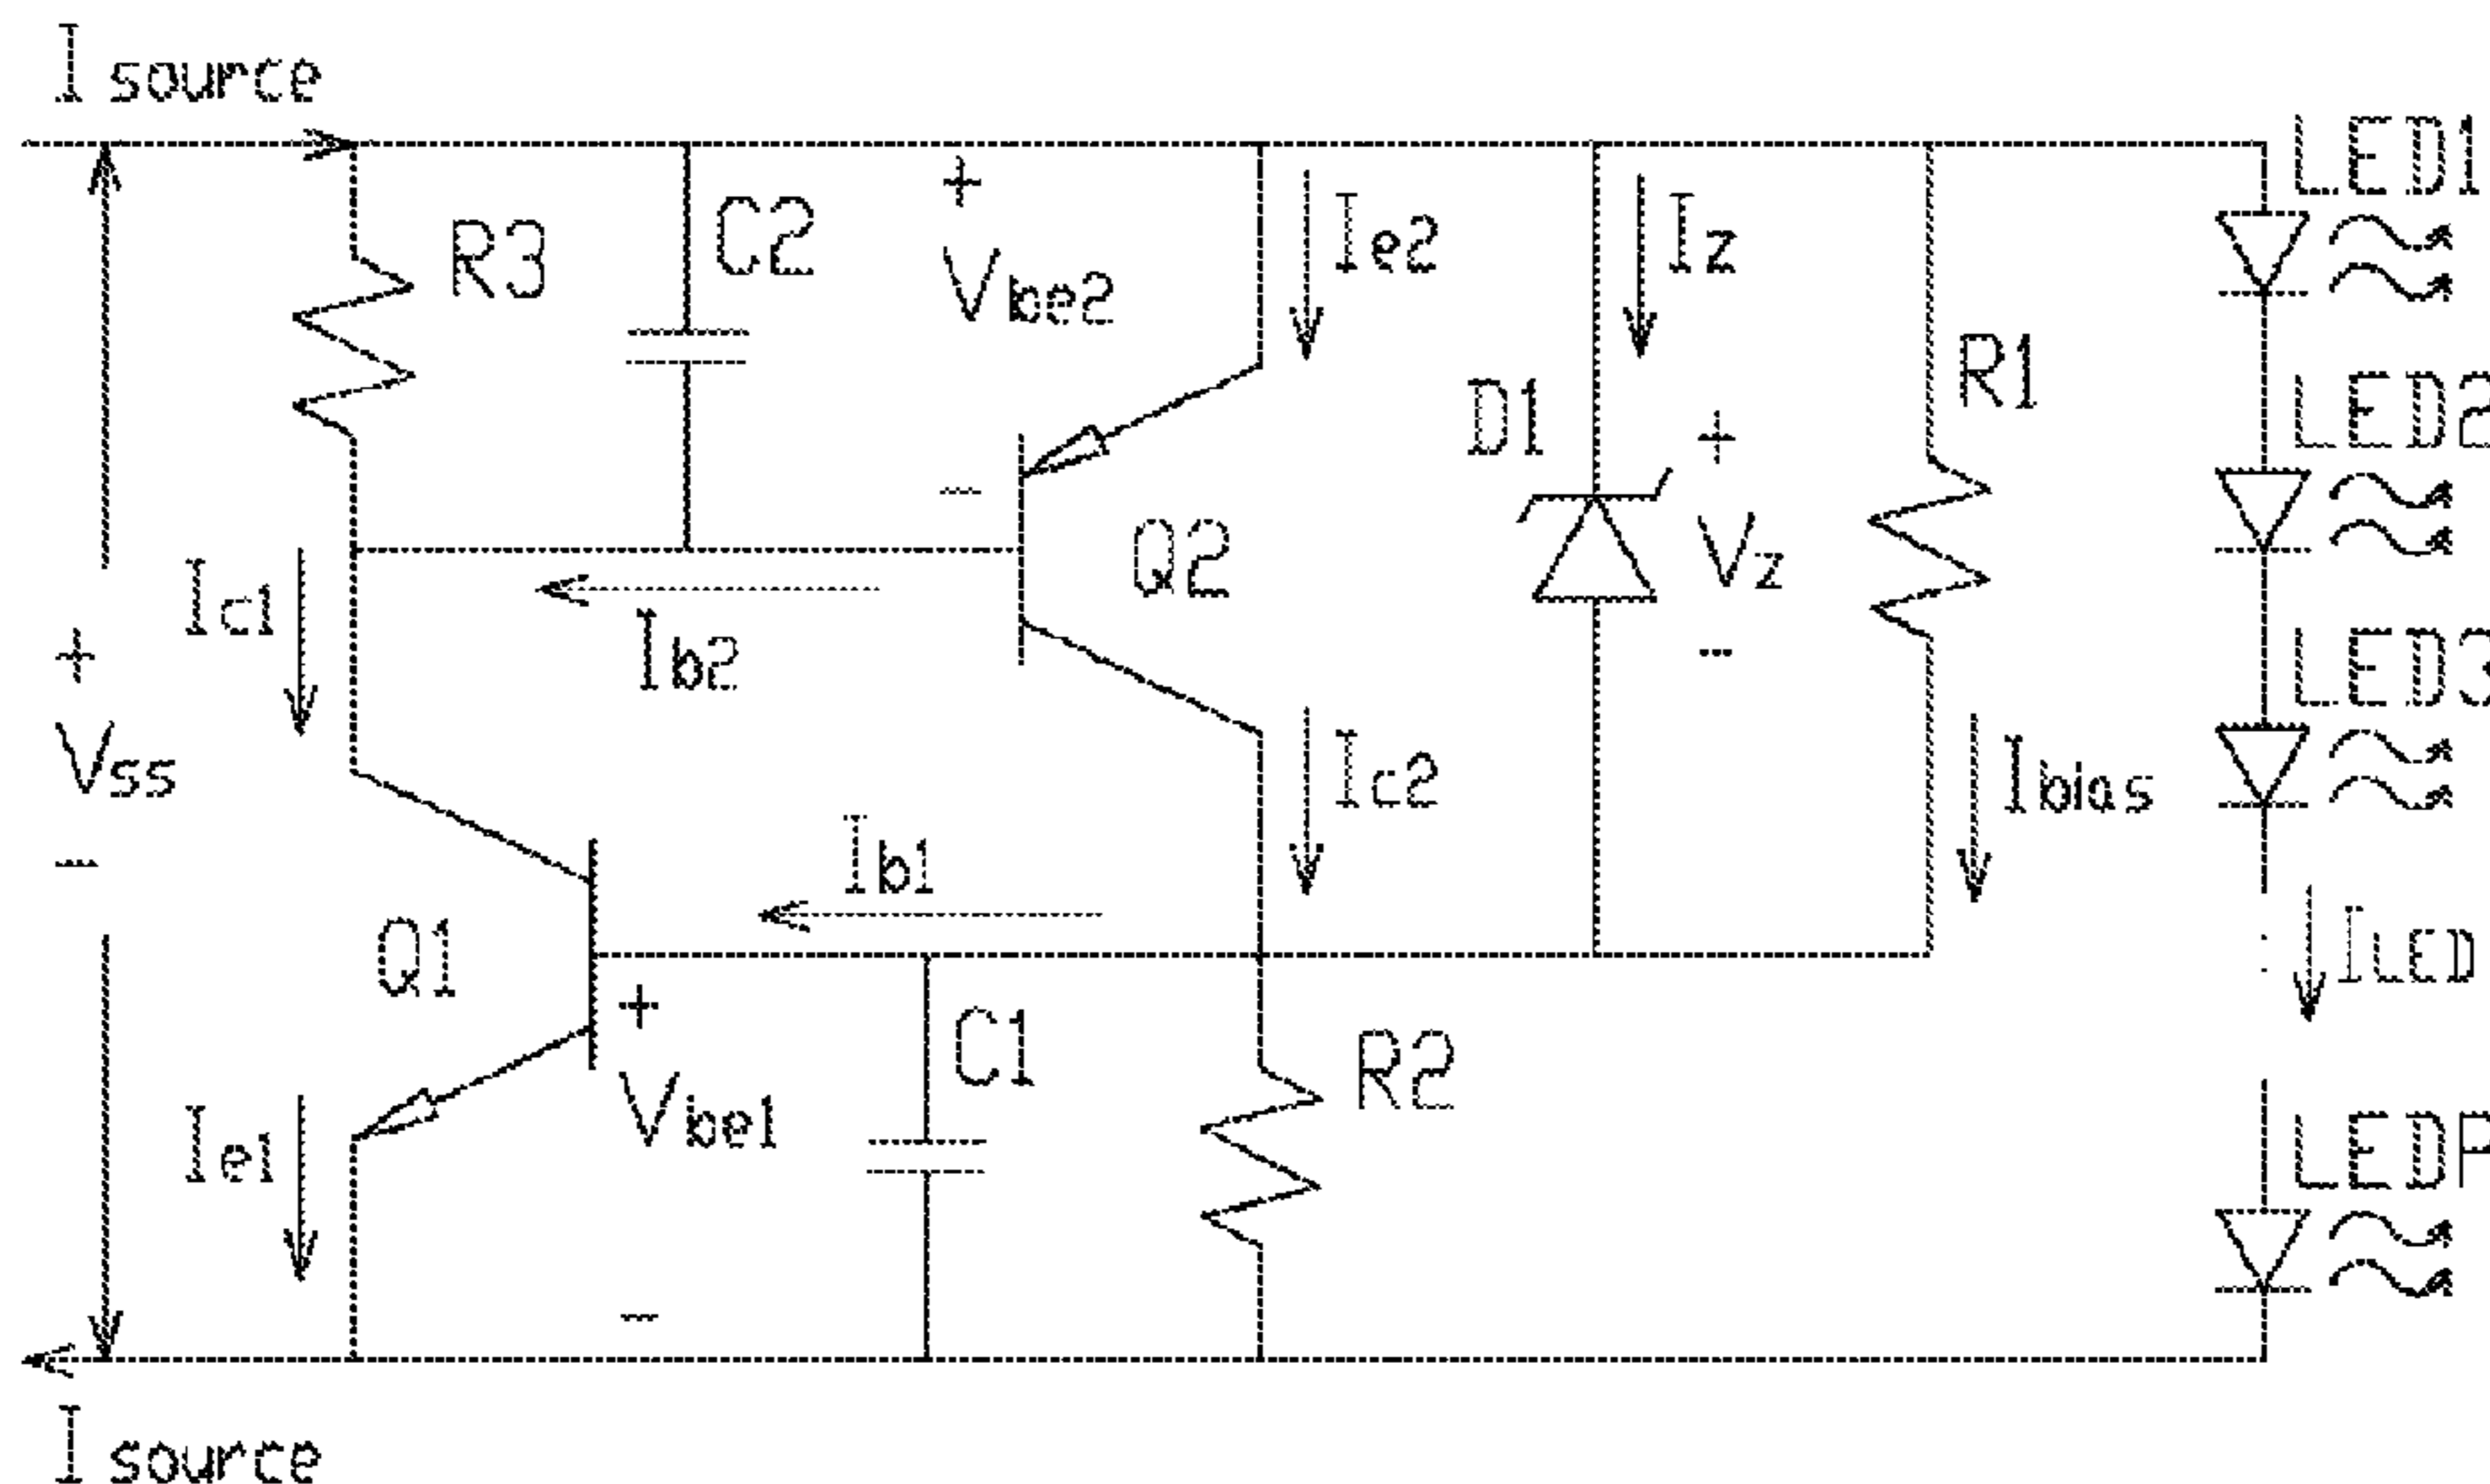 I source
LED1
R3
C2
+
Vbe2
-
Ie2
Iz
R1
D1
+
Vz
-
LED2
Q2
Ic1
Ib2
LED3
+
Vss
-
Ic2
Ibias
Ib1
Q1
ILED
+
Vbe1
-
C1
R2
Ie1
LEDP
I source